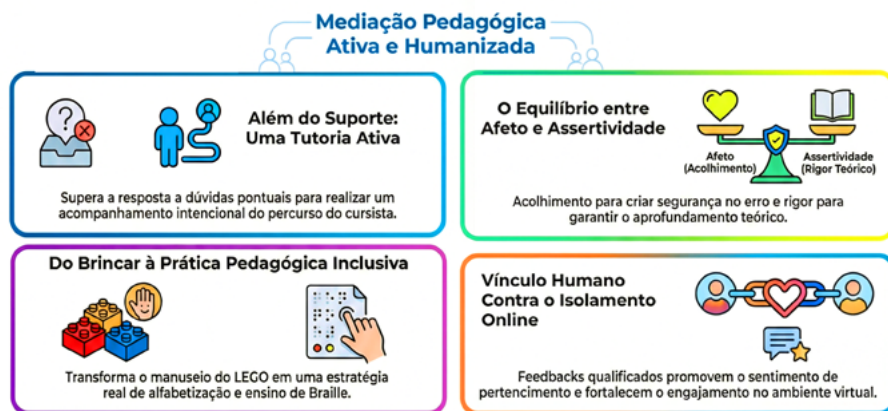 Mediação Pedagógica
Ativa e Humanizada
?
Além do Suporte:
Uma Tutoria Ativa
Supera a resposta a dúvidas pontuais para realizar um
acompanhamento intencional do percurso do cursista.
O Equilíbrio entre
Afeto e Assertividade
Afeto
(Acolhimento)
Assertividade
(Rigor Teórico)
Acolhimento para criar segurança no erro e rigor para
garantir o aprofundamento teórico.
Do Brincar à Prática Pedagógica Inclusiva
Transforma o manuseio do LEGO em uma estratégia
real de alfabetização e ensino de Braille.
Vínculo Humano
Contra o Isolamento
Online
Feedbacks qualificados promovem o sentimento de
pertencimento e fortalecem o engajamento no ambiente virtual.